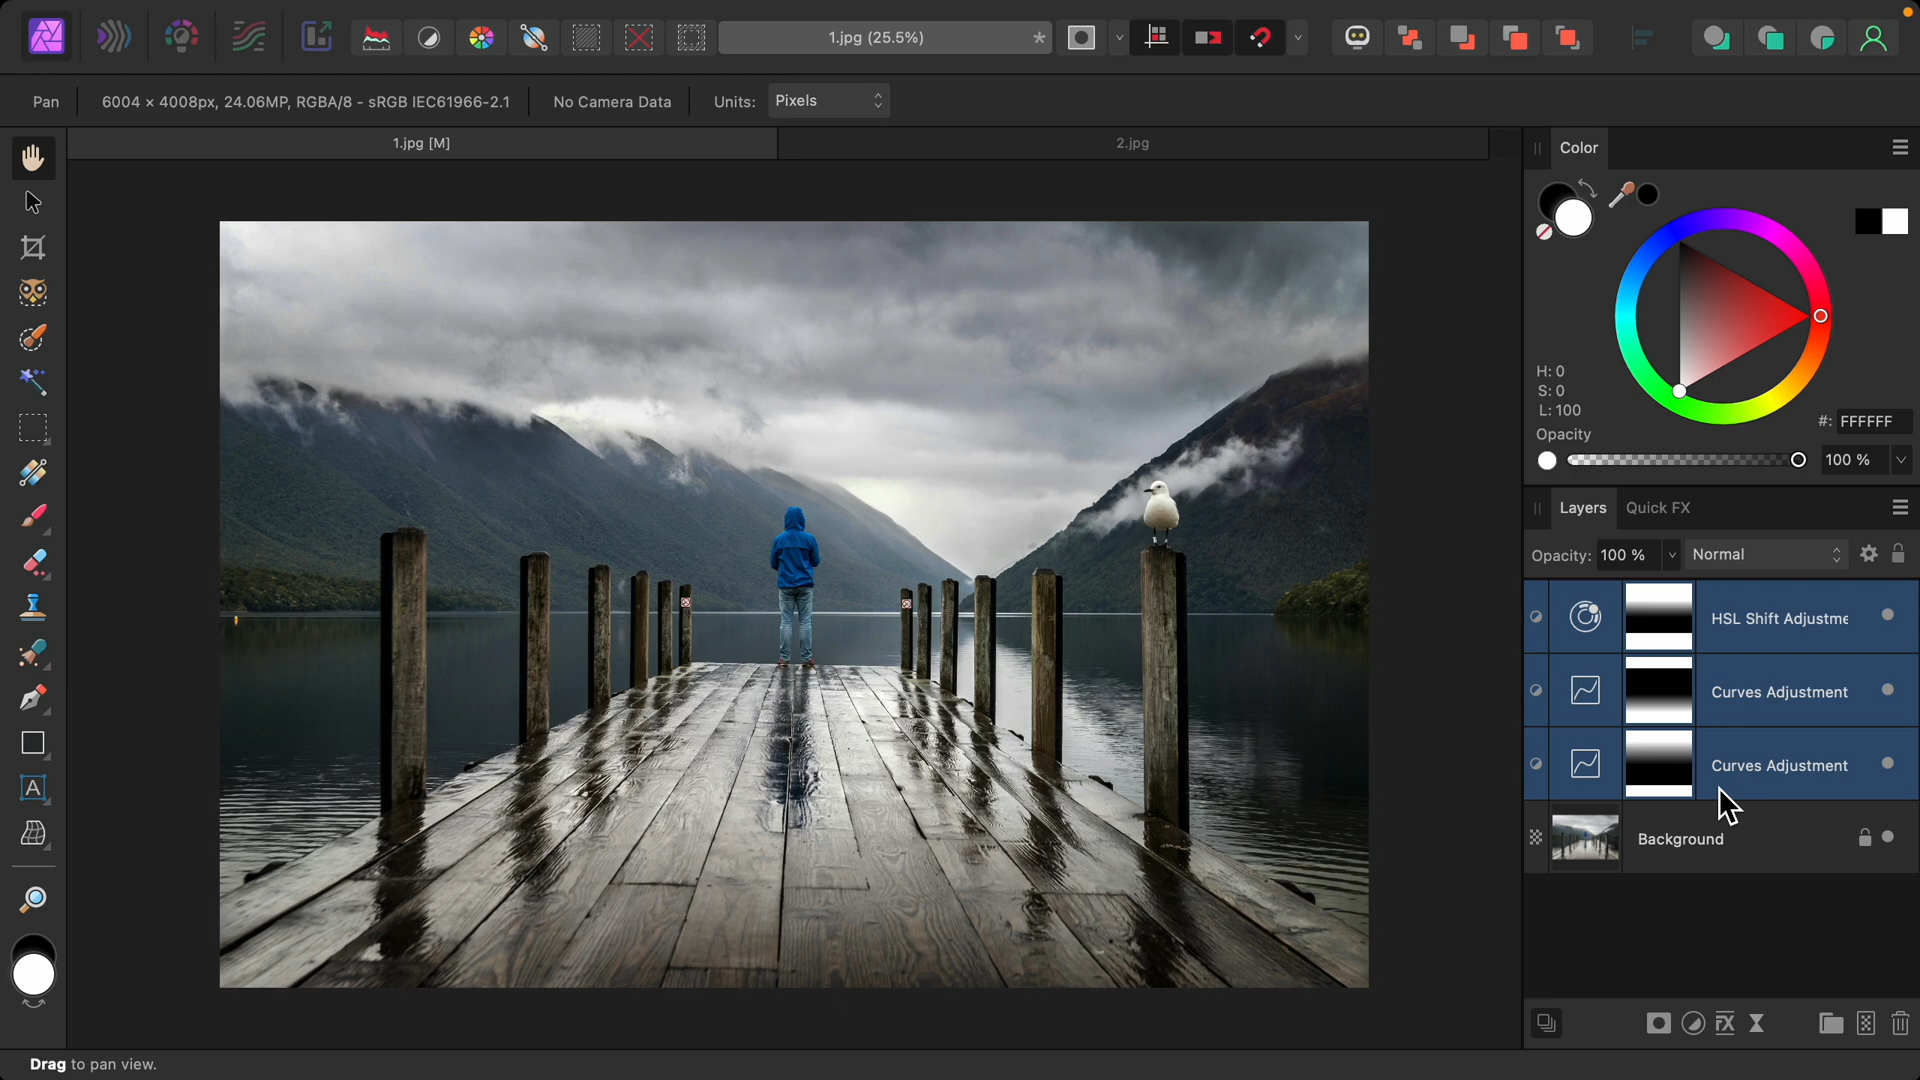 1.jpg (25.5%)
*
Pan
6004 × 4008px, 24.06MP, RGBA/8 - sRGB IEC61966-2.1
No Camera Data
Units:
Pixels
1.jpg [M]
2.jpg
Color
H: 0
S: 0
L: 100
#: FFFFFF
Opacity
100 %
Layers
Quick FX
Opacity: 100 %
Normal
HSL Shift Adjustme
Curves Adjustment
Curves Adjustment
Background
A
FX
Drag to pan view.